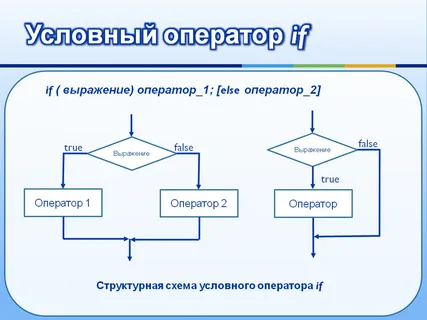 Условный оператор if
if ( выражение) оператор_1; [else оператор_2]
true
Выражение
false
Оператор 1
Оператор 2
Выражение
false
true
Оператор
Структурная схема условного оператора if